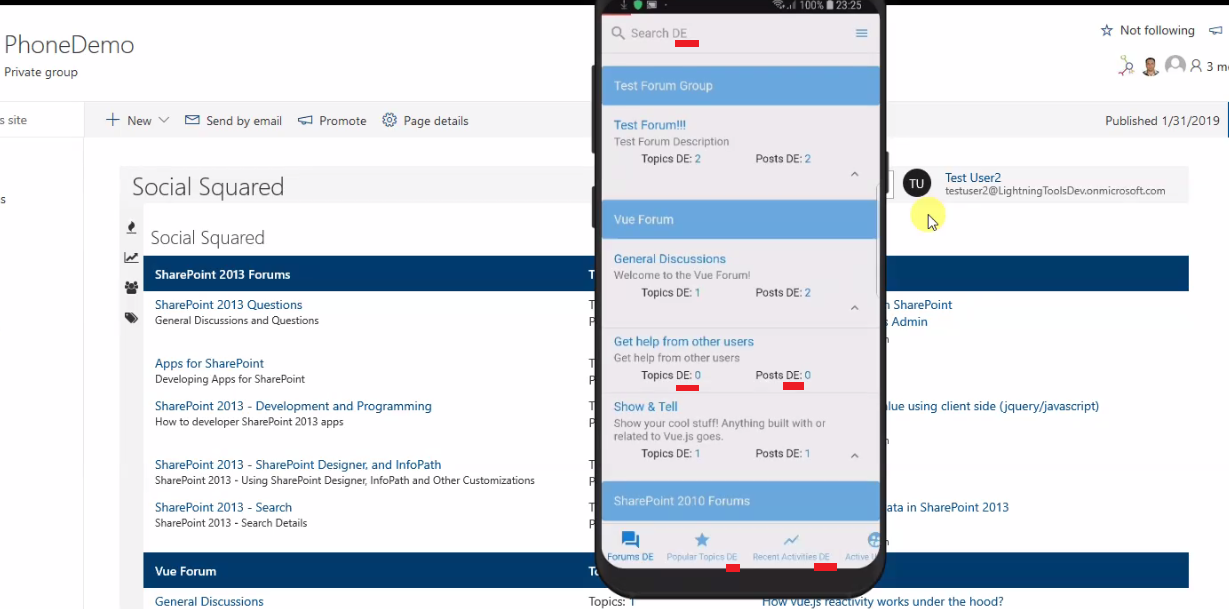 PhoneDemo
Private group
Not following
3 me
s site
New
Send by email
Promote
Page details
Published 1/31/2019
s
Social Squared
TU
Test User2
testuser2@LightningToolsDev.onmicrosoft.com
Social Squared
SharePoint 2013 Forums
SharePoint 2013 Questions
General Discussions and Questions
n SharePoint
s Admin
Apps for SharePoint
Developing Apps for SharePoint
SharePoint 2013 - Development and Programming
How to developer SharePoint 2013 apps
lue using client side (jquery/javascript)
SharePoint 2013 - SharePoint Designer, and InfoPath
SharePoint 2013 - Using SharePoint Designer, InfoPath and Other Customizations
SharePoint 2013 - Search
SharePoint 2013 - Search Details
ata in SharePoint 2013
Vue Forum
General Discussions
Topics: 1
How vue.js reactivity works under the hood?
100% 23:25
Search DE
Test Forum Group
Test Forum!!!
Test Forum Description
Topics DE: 2 Posts DE: 2
Vue Forum
General Discussions
Welcome to the Vue Forum!
Topics DE: 1 Posts DE: 2
Get help from other users
Get help from other users
Topics DE: 0 Posts DE: 0
Show & Tell
Show your cool stuff! Anything built with or
related to Vue.js goes.
Topics DE: 1 Posts DE: 1
SharePoint 2010 Forums
Forums DE Popular Topics DE Recent Activities DE Active U